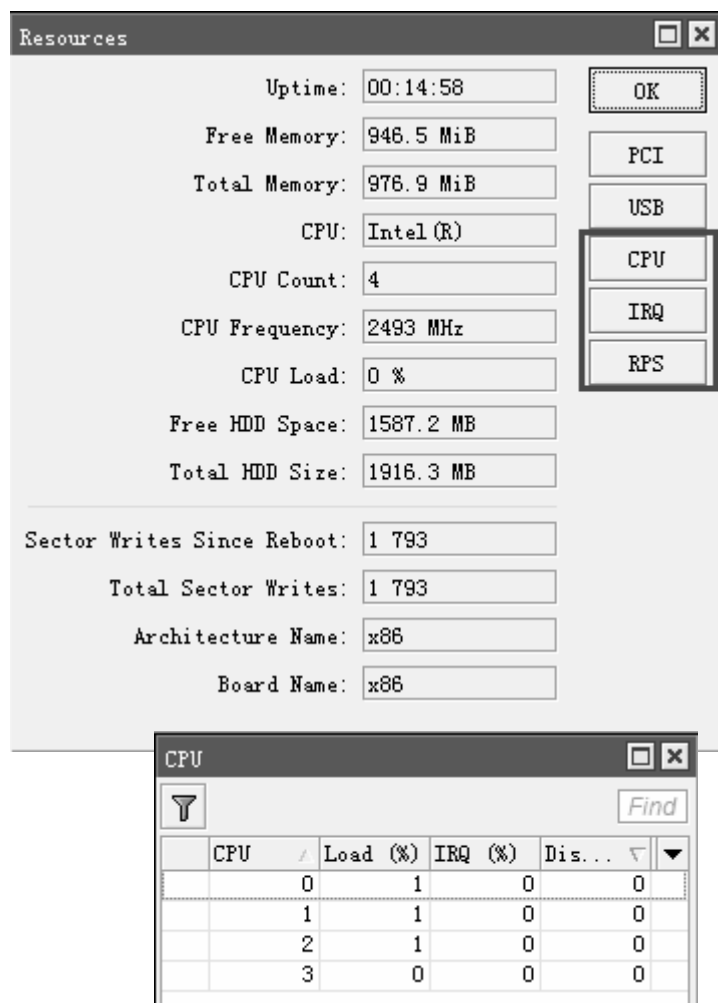 Resources
Uptime: 00:14:58 OK
Free Memory: 946.5 MiB
PCI
Total Memory: 976.9 MiB
USB
CPU: Intel(R)
CPU
CPU Count: 4
IRQ
CPU Frequency: 2493 MHz
RPS
CPU Load: 0 %
Free HDD Space: 1587.2 MB
Total HDD Size: 1916.3 MB
Sector Writes Since Reboot: 1 793
Total Sector Writes: 1 793
Architecture Name: x86
Board Name: x86
CPU
Find
CPU Load (%) IRQ (%) Dis...
0 1 0 0
1 1 0 0
2 1 0 0
3 0 0 0